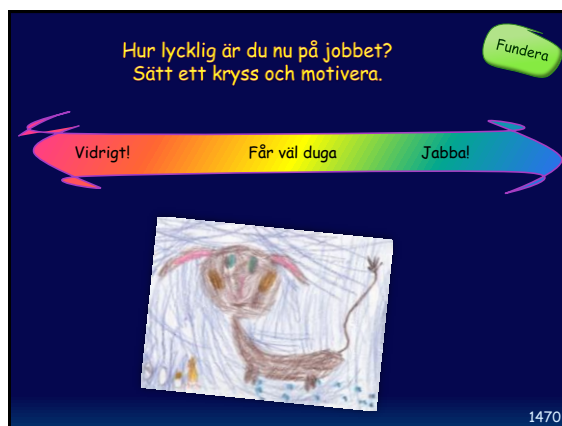 Hur lycklig är du nu på jobbet?
Sätt ett kryss och motivera.
Fundera
Vidrigt! Får väl duga Jabba!
1470